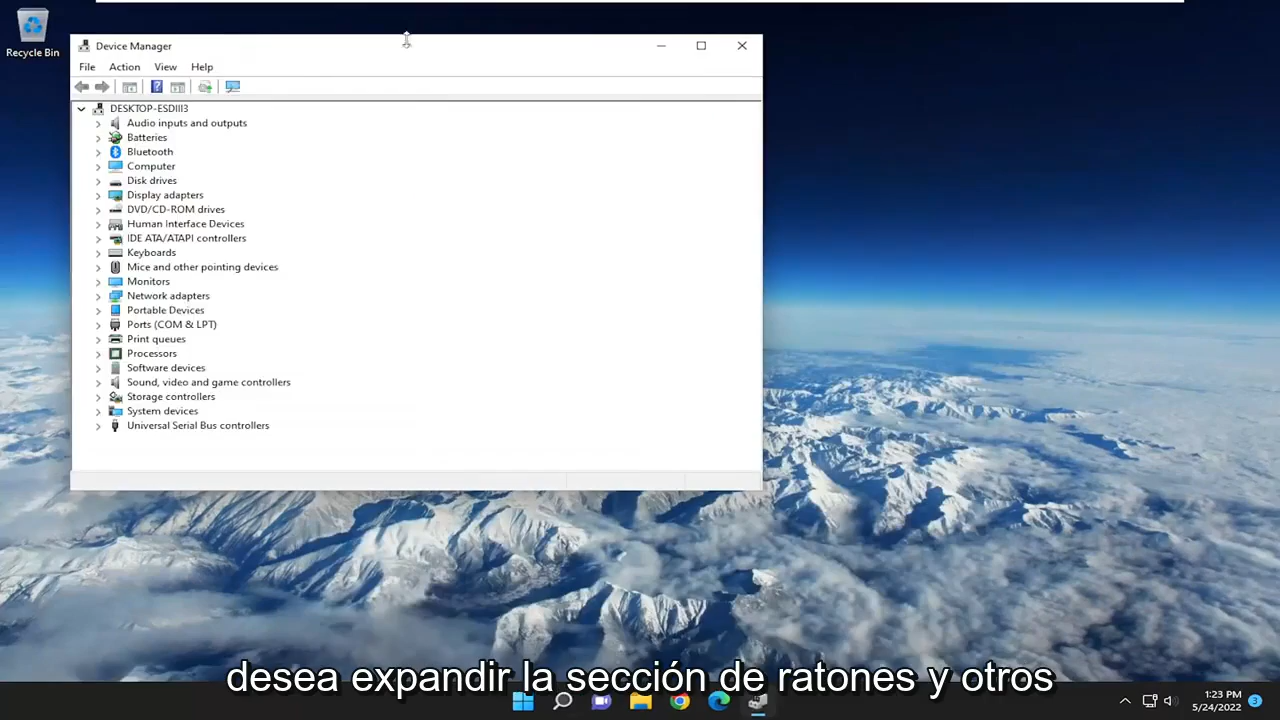 Recycle Bin
Device Manager
File Action View Help
DESKTOP-ESDIII3
Audio inputs and outputs
Batteries
Bluetooth
Computer
Disk drives
Display adapters
DVD/CD-ROM drives
Human Interface Devices
IDE ATA/ATAPI controllers
Keyboards
Mice and other pointing devices
Monitors
Network adapters
Portable Devices
Ports (COM & LPT)
Print queues
Processors
Software devices
Sound, video and game controllers
Storage controllers
System devices
Universal Serial Bus controllers
desea expandir la sección de ratones y otros
1:23 PM
5/24/2022
3